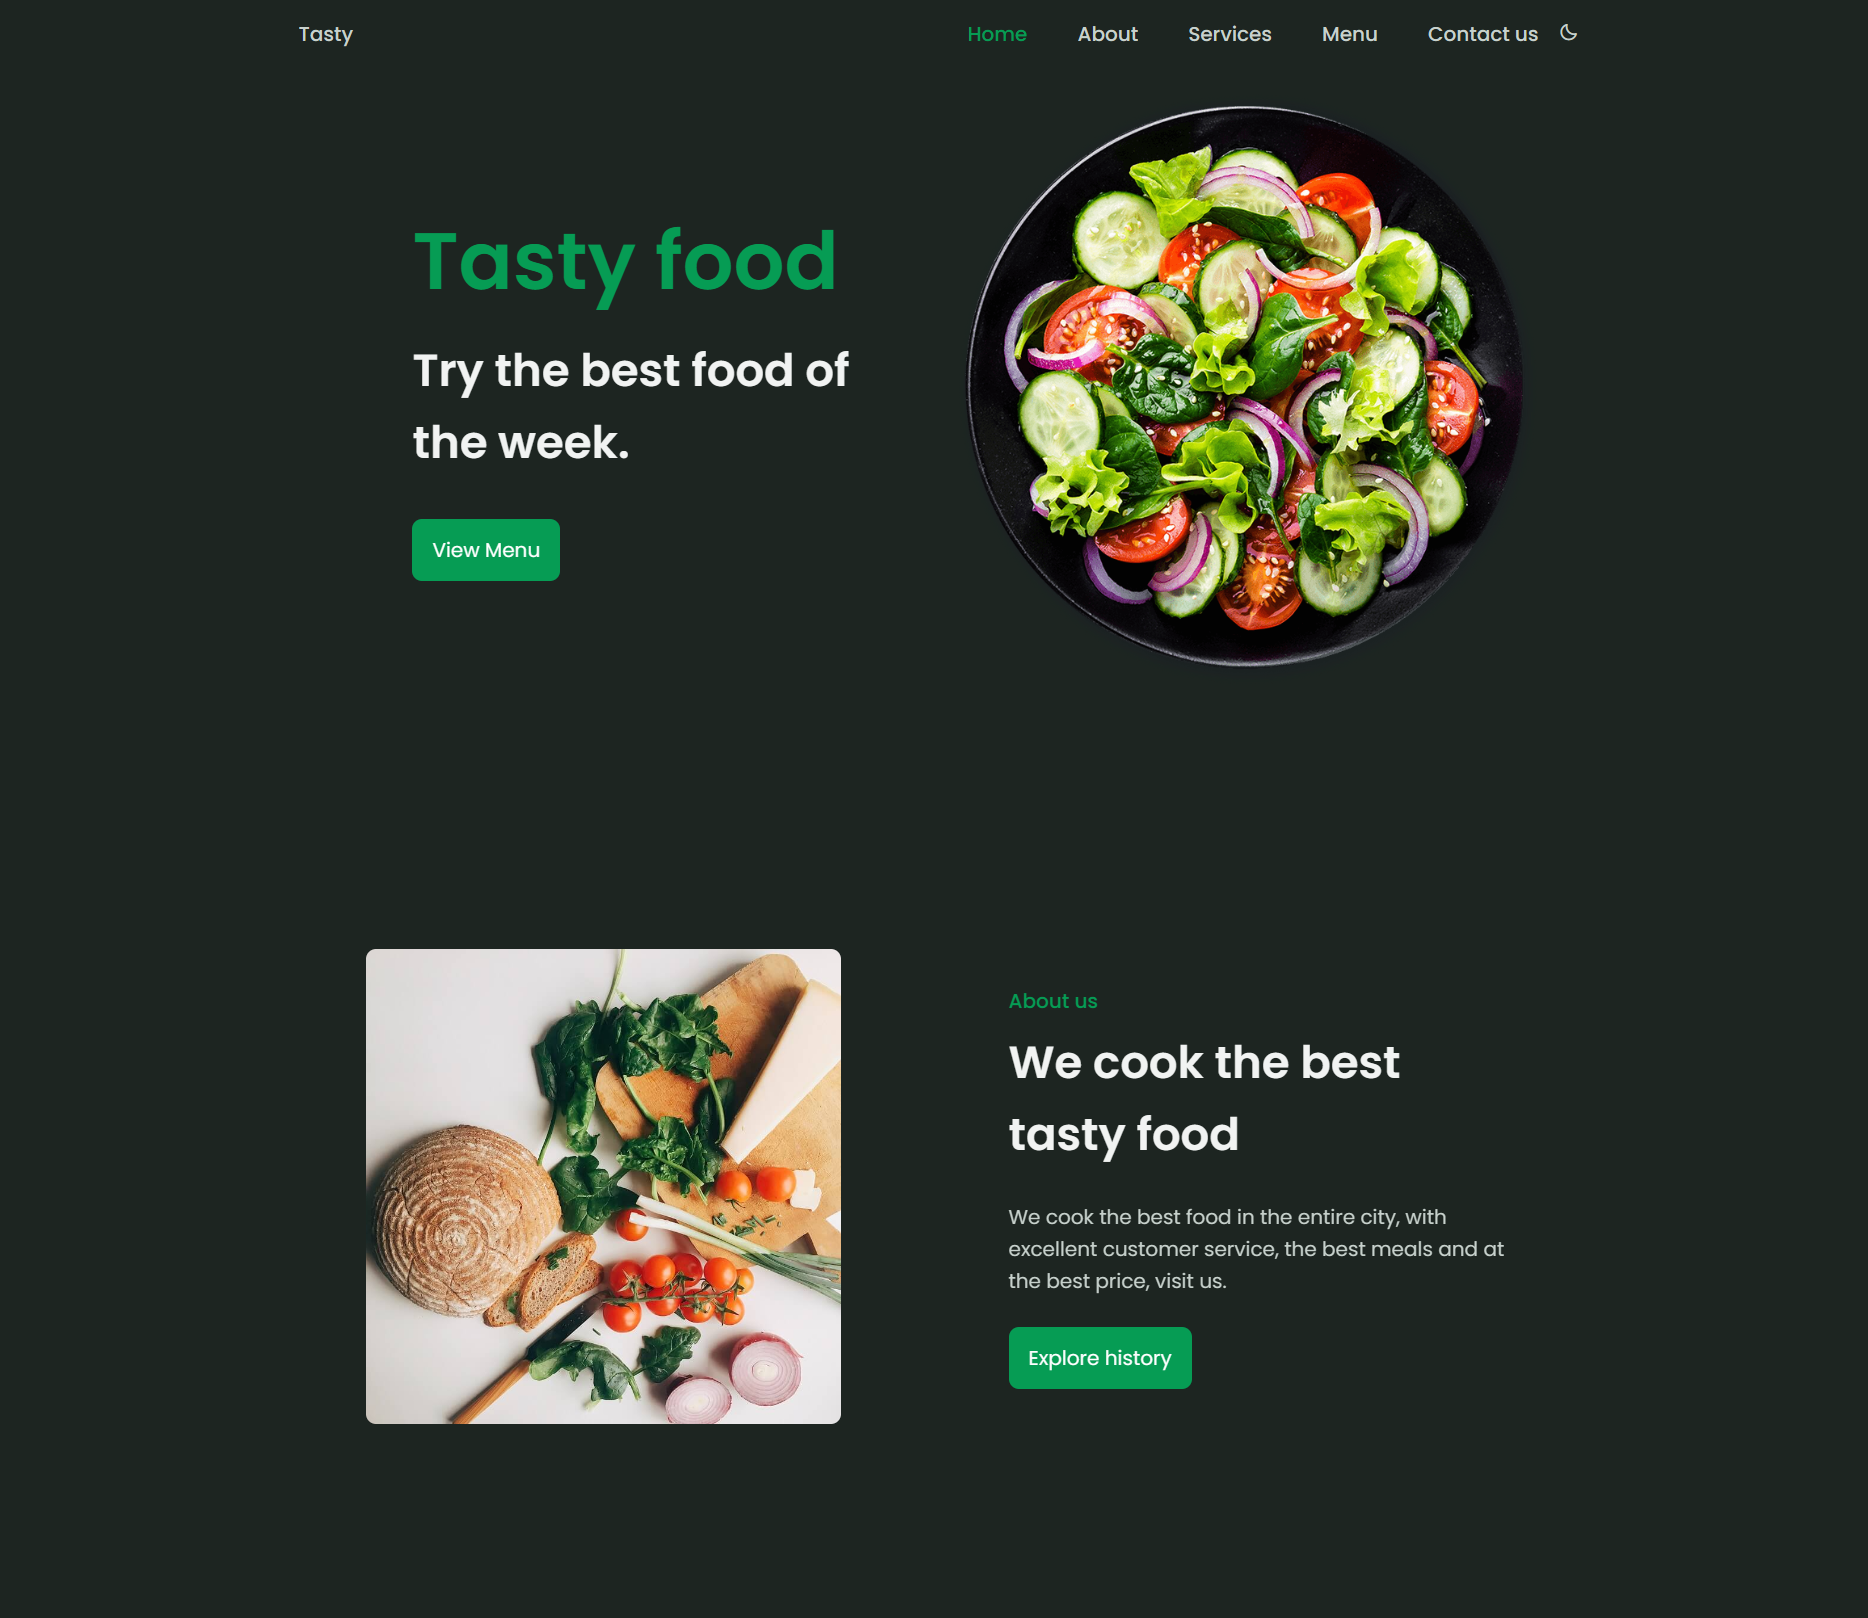 Tasty
Home
About
Services
Menu
Contact us
Tasty food
Try the best food of
the week.
View Menu
About us
We cook the best
tasty food
We cook the best food in the entire city, with
excellent customer service, the best meals and at
the best price, visit us.
Explore history